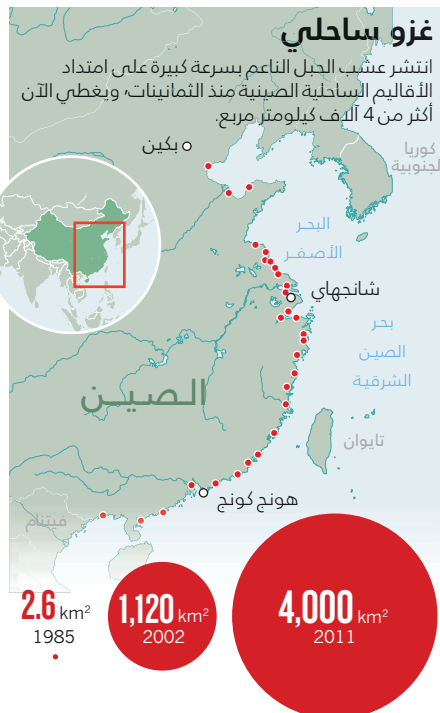 غزو ساحلي
انتشر عشب الحبل الناعم بسرعة كبيرة على امتداد
الأقاليم الساحلية الصينية منذ الثمانينات، ويغطي الآن
أكثر من 4 آلاف كيلومتر مربع.
بكين
كوريا
الجنوبية
البحر
الأصفر
شانجهاي
بحر
الصين
الشرقية
الصين
تايوان
هونج كونج
فيتنام
2.6 km²
1985
1,120 km²
2002
4,000 km²
2011